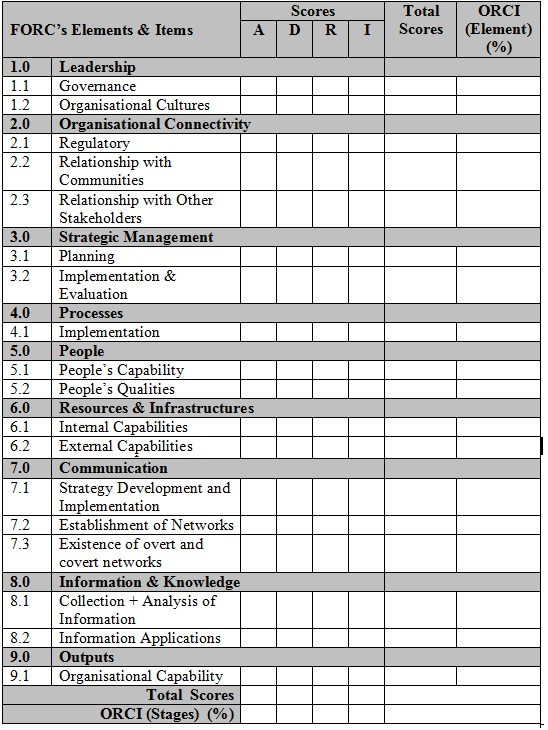 FORC's Elements & Items Scores Total Scores ORCI (Element) (%)
A D R I
1.0 Leadership
1.1 Governance
1.2 Organisational Cultures
2.0 Organisational Connectivity
2.1 Regulatory
2.2 Relationship with
Communities
2.3 Relationship with Other
Stakeholders
3.0 Strategic Management
3.1 Planning
3.2 Implementation &
Evaluation
4.0 Processes
4.1 Implementation
5.0 People
5.1 People's Capability
5.2 People's Qualities
6.0 Resources & Infrastructures
6.1 Internal Capabilities
6.2 External Capabilities
7.0 Communication
7.1 Strategy Development and
Implementation
7.2 Establishment of Networks
7.3 Existence of overt and
covert networks
8.0 Information & Knowledge
8.1 Collection + Analysis of
Information
8.2 Information Applications
9.0 Outputs
9.1 Organisational Capability
Total Scores
ORCI (Stages) (%)